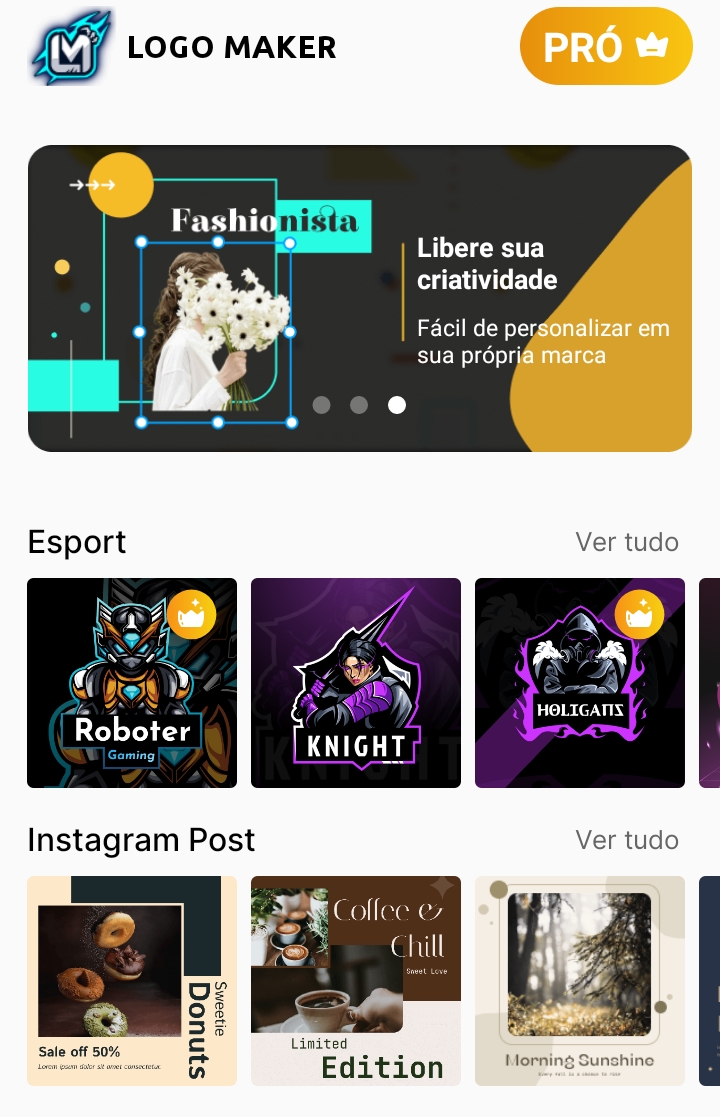 LOGO MAKER
PRÓ
Fashionista
Libere sua
criatividade
Fácil de personalizar em
sua própria marca
Esport
Ver tudo
Roboter
Gaming
KNIGHT
HOLIGANS
Instagram Post
Ver tudo
Sweetie
Donuts
Sale off 50%
Lorem ipsum dolor sit amet consectetur.
Coffee &
Chill
Sweet Love
Limited
Edition
Morning Sunshine